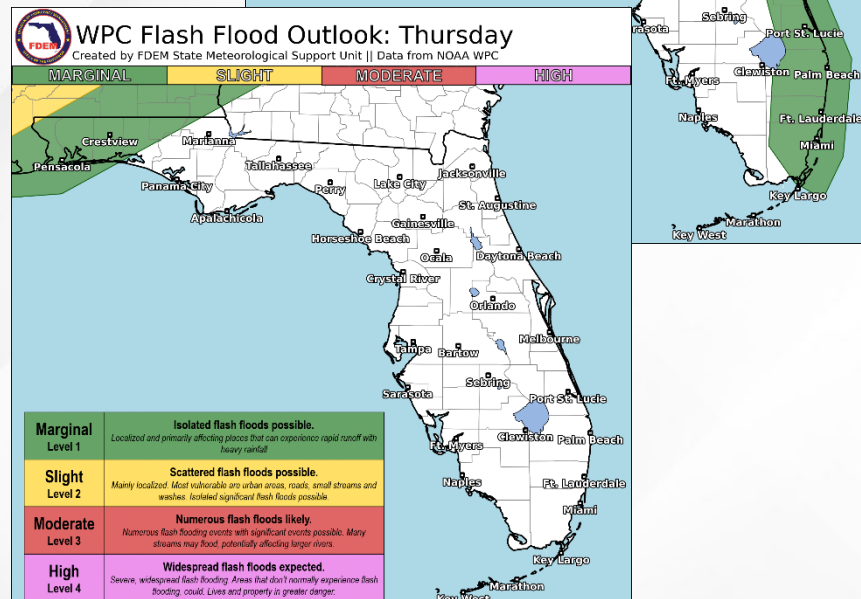 FDEM
WPC Flash Flood Outlook: Thursday
Created by FDEM State Meteorological Support Unit || Data from NOAA WPC
MARGINAL SLIGHT MODERATE HIGH
Crestview
Marianna
Pensacola
Tallahassee
Panama City
Apalachicola
Perry
Lake City
Jacksonville
St. Augustine
Gainesville
Horseshoe Beach
Ocala
Daytona Beach
Crystal River
Orlando
Melbourne
Tampa
Bartow
Sebring
Sarasota
Port St. Lucie
Clewiston
Palm Beach
Ft. Myers
Naples
Ft. Lauderdale
Miami
Key Largo
Marathon
Key West
Marginal
Level 1
Isolated flash floods possible.
Localized and primarily affecting places that can experience rapid runoff with
heavy rainfall
Slight
Level 2
Scattered flash floods possible.
Mainly localized. Most vulnerable are urban areas, roads, small streams and
washes. Isolated significant flash floods possible.
Moderate
Level 3
Numerous flash floods likely.
Numerous flash flooding events with significant events possible. Many
streams may flood, potentially affecting larger rivers.
High
Level 4
Widespread flash floods expected.
Severe, widespread flash flooding. Areas that don't normally experience flash
flooding, could. Lives and property in greater danger.
Sebring
rasota
Port St. Lucie
Clewiston
Palm Beach
Ft. Myers
Naples
Ft. Lauderdale
Miami
Key Largo
Marathon
Key West